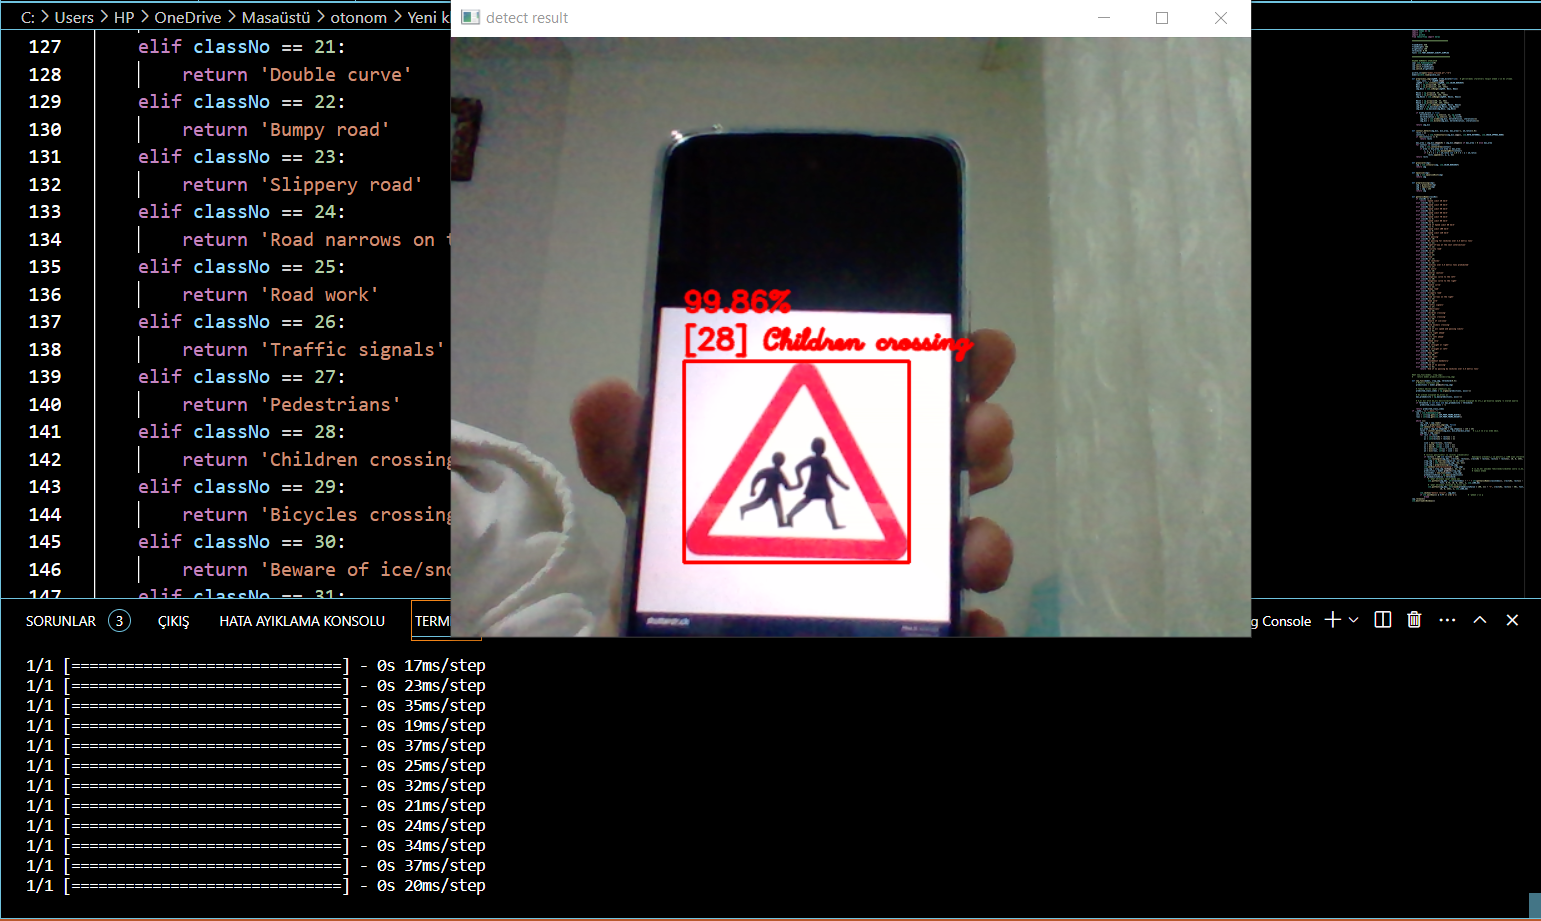 C: > Users > HP > OneDrive > Masaüstü > otonom > Yeni k
detect result
127 elif classNo == 21:
128 return 'Double curve'
129 elif classNo == 22:
130 return 'Bumpy road'
131 elif classNo == 23:
132 return 'Slippery road'
133 elif classNo == 24:
134 return 'Road narrows on t
135 elif classNo == 25:
136 return 'Road work'
137 elif classNo == 26:
138 return 'Traffic signals'
139 elif classNo == 27:
140 return 'Pedestrians'
141 elif classNo == 28:
142 return 'Children crossing
143 elif classNo == 29:
144 return 'Bicycles crossing
145 elif classNo == 30:
146 return 'Beware of ice/sno
147 elif classNo == 31:
99.86%
[28] Children crossing
SORUNLAR 3 ÇIKIŞ HATA AYIKLAMA KONSOLU TERM
g Console
1/1 [==============================] - 0s 17ms/step
1/1 [==============================] - 0s 23ms/step
1/1 [==============================] - 0s 35ms/step
1/1 [==============================] - 0s 19ms/step
1/1 [==============================] - 0s 37ms/step
1/1 [==============================] - 0s 25ms/step
1/1 [==============================] - 0s 32ms/step
1/1 [==============================] - 0s 21ms/step
1/1 [==============================] - 0s 24ms/step
1/1 [==============================] - 0s 34ms/step
1/1 [==============================] - 0s 37ms/step
1/1 [==============================] - 0s 20ms/step